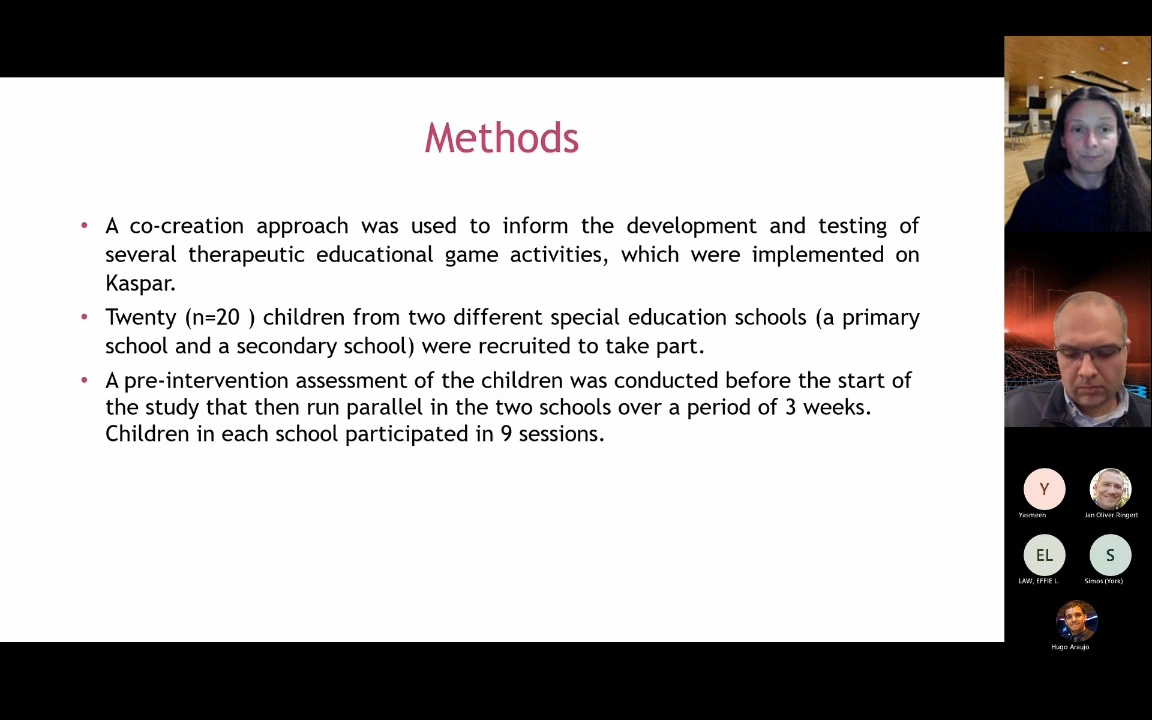 Methods
• A co-creation approach was used to inform the development and testing of
several therapeutic educational game activities, which were implemented on
Kaspar.
• Twenty (n=20 ) children from two different special education schools (a primary
school and a secondary school) were recruited to take part.
• A pre-intervention assessment of the children was conducted before the start of
the study that then run parallel in the two schools over a period of 3 weeks.
Children in each school participated in 9 sessions.
Y
Yasmeen
Jan Oliver Ringert
EL
S
LAW, EFFIE L.
Simos (York)
Hugo Araujo